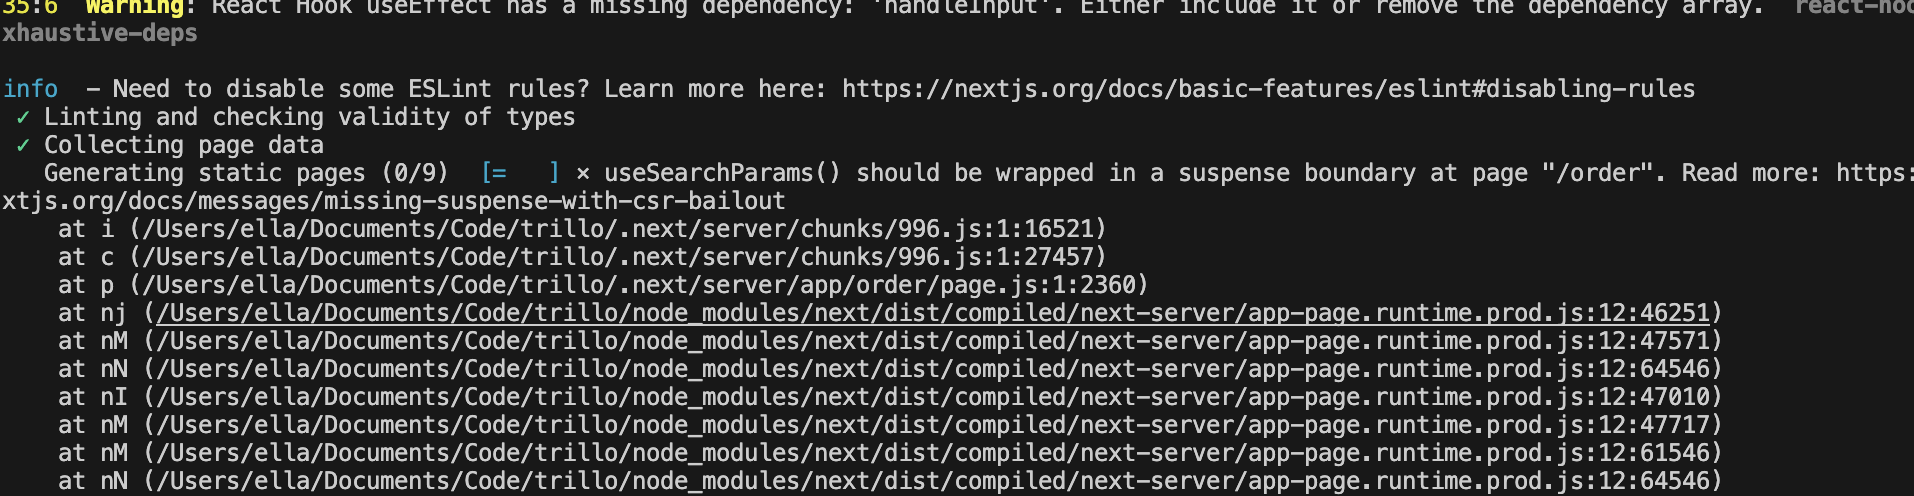 35:6  Warning: React Hook useEffect has a missing dependency: 'handleInput'. Either include it or remove the dependency array.  react-hoo
xhaustive-deps
info  – Need to disable some ESLint rules? Learn more here: https://nextjs.org/docs/basic-features/eslint#disabling-rules
✓ Linting and checking validity of types
✓ Collecting page data
Generating static pages (0/9)  [=   ] ⨯ useSearchParams() should be wrapped in a suspense boundary at page "/order". Read more: https:
xtjs.org/docs/messages/missing-suspense-with-csr-bailout
at i (/Users/ella/Documents/Code/trillo/.next/server/chunks/996.js:1:16521)
at c (/Users/ella/Documents/Code/trillo/.next/server/chunks/996.js:1:27457)
at p (/Users/ella/Documents/Code/trillo/.next/server/app/order/page.js:1:2360)
at nj (/Users/ella/Documents/Code/trillo/node_modules/next/dist/compiled/next-server/app-page.runtime.prod.js:12:46251)
at nM (/Users/ella/Documents/Code/trillo/node_modules/next/dist/compiled/next-server/app-page.runtime.prod.js:12:47571)
at nN (/Users/ella/Documents/Code/trillo/node_modules/next/dist/compiled/next-server/app-page.runtime.prod.js:12:64546)
at nI (/Users/ella/Documents/Code/trillo/node_modules/next/dist/compiled/next-server/app-page.runtime.prod.js:12:47010)
at nM (/Users/ella/Documents/Code/trillo/node_modules/next/dist/compiled/next-server/app-page.runtime.prod.js:12:47717)
at nM (/Users/ella/Documents/Code/trillo/node_modules/next/dist/compiled/next-server/app-page.runtime.prod.js:12:61546)
at nN (/Users/ella/Documents/Code/trillo/node_modules/next/dist/compiled/next-server/app-page.runtime.prod.js:12:64546)